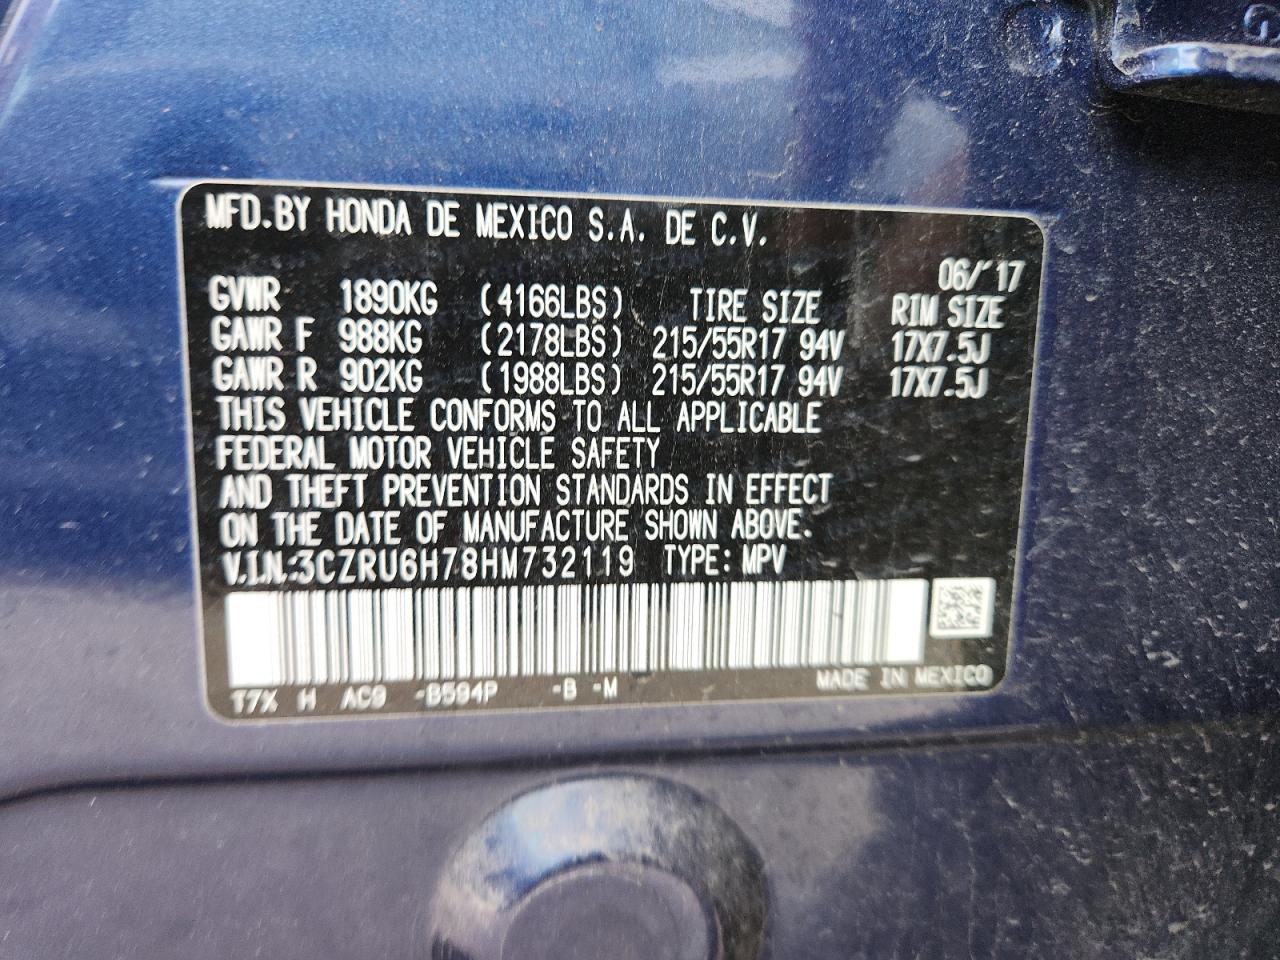 MFD.BY HONDA DE MEXICO S.A. DE C.V.
06/'17
GVWR 1890KG (4166LBS) TIRE SIZE RIM SIZE
GAWR F 988KG (2178LBS) 215/55R17 94V 17X7.5J
GAWR R 902KG (1988LBS) 215/55R17 94V 17X7.5J
THIS VEHICLE CONFORMS TO ALL APPLICABLE
FEDERAL MOTOR VEHICLE SAFETY
AND THEFT PREVENTION STANDARDS IN EFFECT
ON THE DATE OF MANUFACTURE SHOWN ABOVE.
V.I.N.:3CZRU6H78HM732119 TYPE: MPV
T7X H AC9 -B594P -B -M MADE IN MEXICO